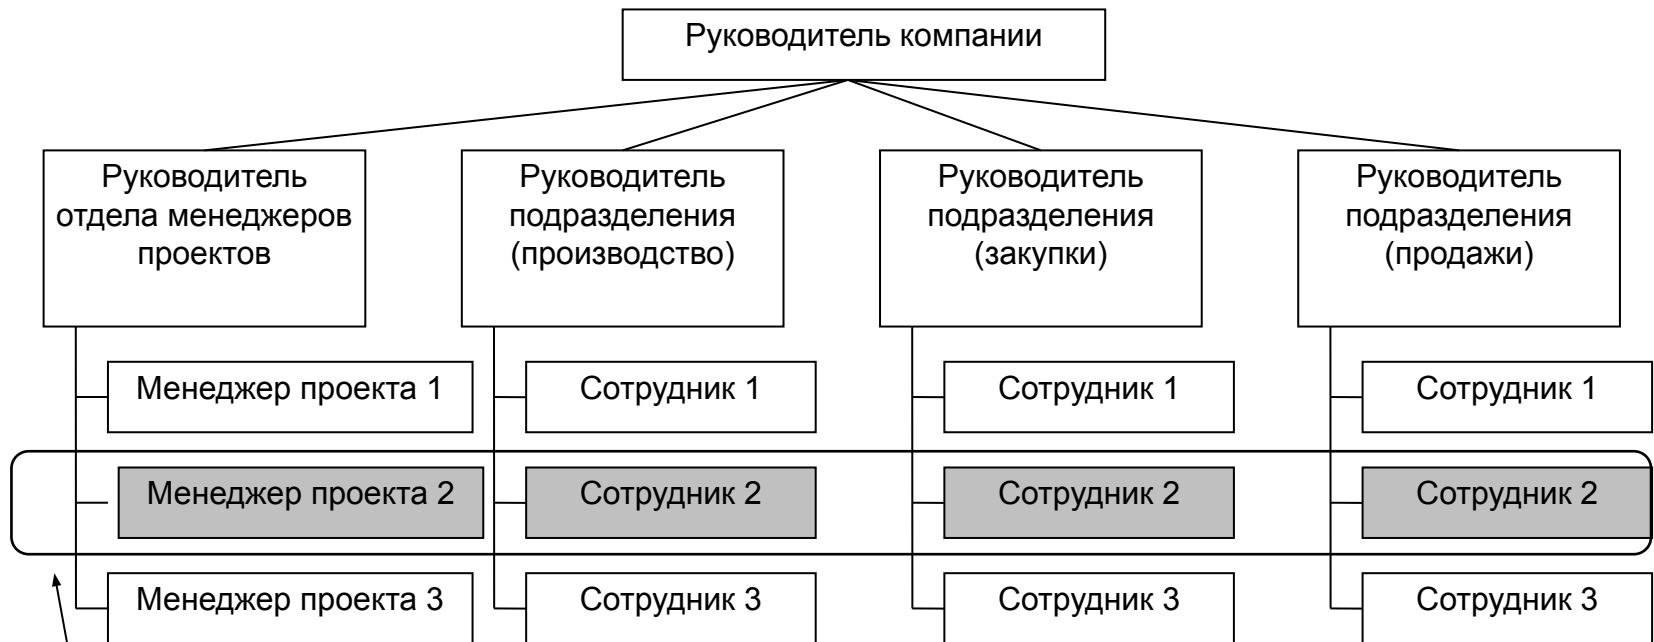 Руководитель компании
Руководитель
отдела менеджеров
проектов
Руководитель
подразделения
(производство)
Руководитель
подразделения
(закупки)
Руководитель
подразделения
(продажи)
Менеджер проекта 1
Сотрудник 1
Сотрудник 1
Сотрудник 1
Менеджер проекта 2
Сотрудник 2
Сотрудник 2
Сотрудник 2
Менеджер проекта 3
Сотрудник 3
Сотрудник 3
Сотрудник 3